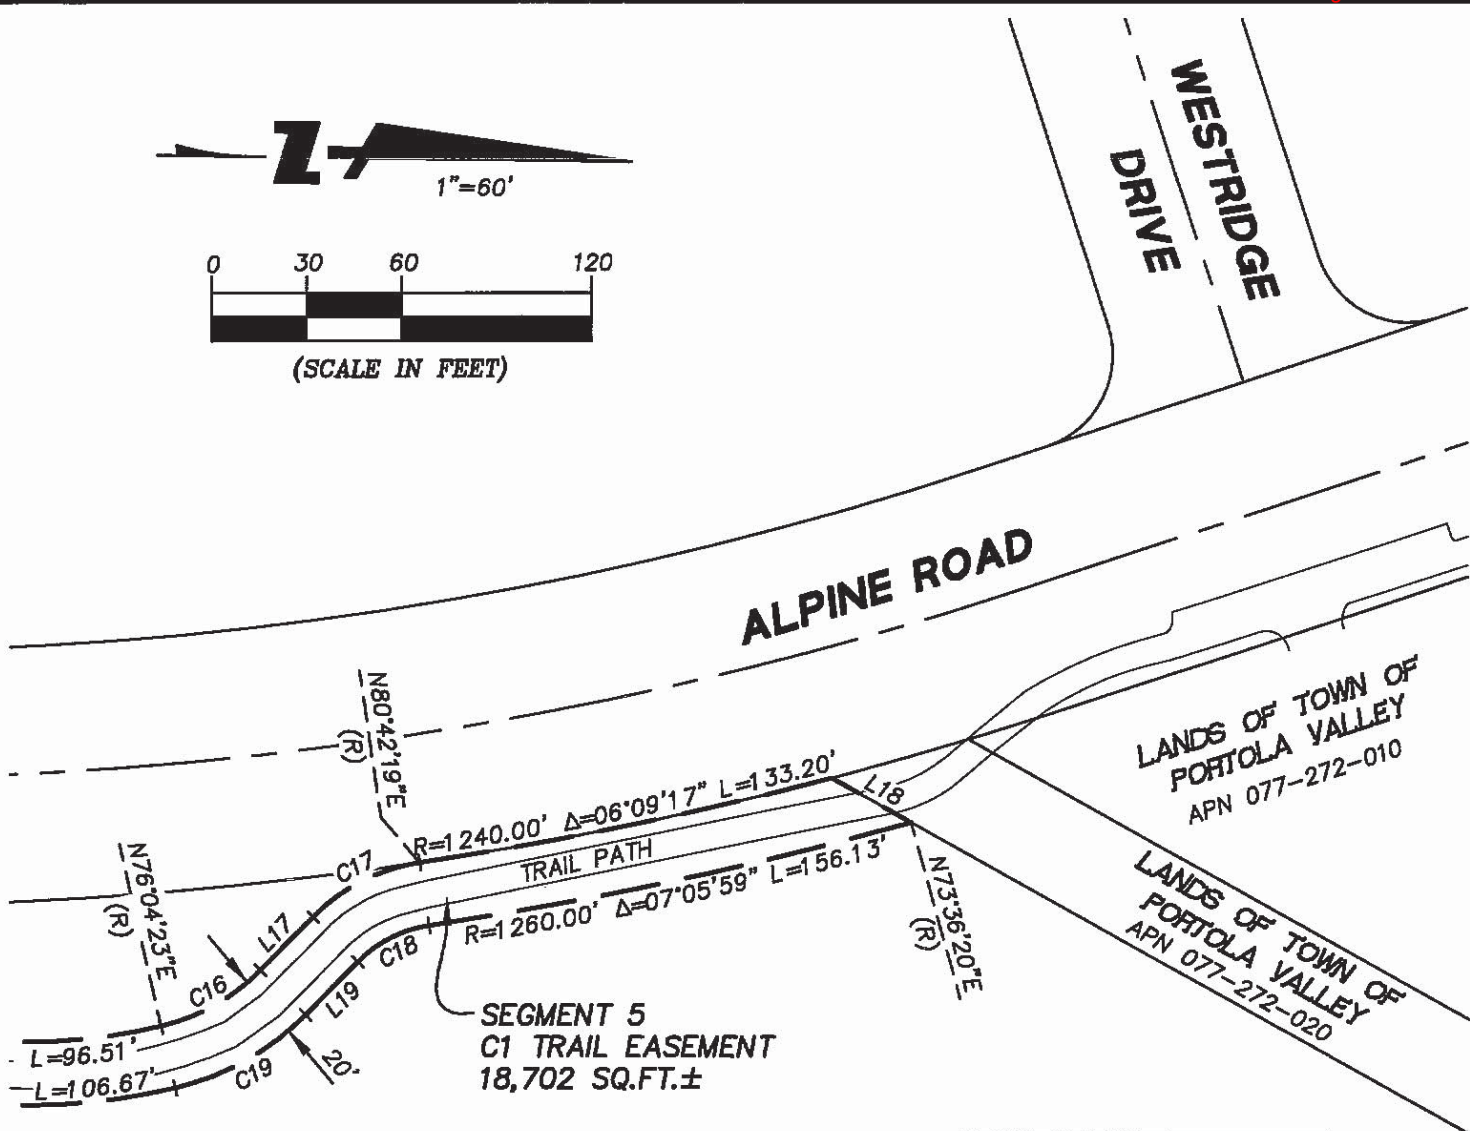 WESTRIDGE
DRIVE
Z
1"=60'
0 30 60 120
(SCALE IN FEET)
ALPINE ROAD
N80°42'19"E
(R)
LANDS OF TOWN OF
PORTOLA VALLEY
APN 077-272-010
R=1240.00' Δ=06°09'17" L=133.20'
L18
TRAIL PATH
C17
R=1260.00' Δ=07°05'59" L=156.13'
N76°04'23"E
(R)
N73°36'20"E
(R)
LANDS OF TOWN OF
PORTOLA VALLEY
APN 077-272-020
L17
C18
C16
L19
SEGMENT 5
C1 TRAIL EASEMENT
18,702 SQ.FT.±
L=96.51'
L=106.67'
C19
20'